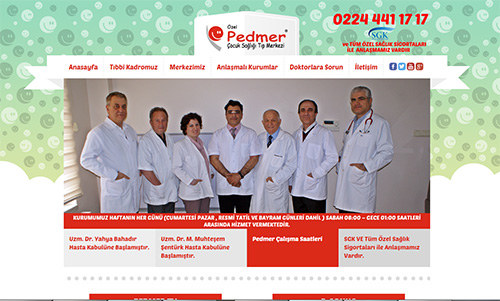 Özel
Pedmer
Çocuk Sağlığı Tıp Merkezi
0224 441 17 17
SGK
VE TÜM ÖZEL SAĞLIK SİGORTALARI
İLE ANLAŞMAMIZ VARDIR
Anasayfa Tıbbi Kadromuz Merkezimiz Anlaşmalı Kurumlar Doktorlara Sorun İletişim
KURUMUMUZ HAFTANIN HER GÜNÜ (CUMARTESİ PAZAR , RESMİ TATİL VE BAYRAM GÜNLERİ DAHİL ) SABAH 08:00 – GECE 01:00 SAATLERİ
ARASINDA HİZMET VERMEKTEDİR.
Uzm. Dr. Yahya Bahadır
Hasta Kabulüne Başlamıştır.
Uzm. Dr. M. Muhteşem
Şentürk Hasta Kabulüne
Başlamıştır.
Pedmer Çalışma Saatleri
SGK VE Tüm Özel Sağlık
Sigortaları ile Anlaşmamız
Vardır.